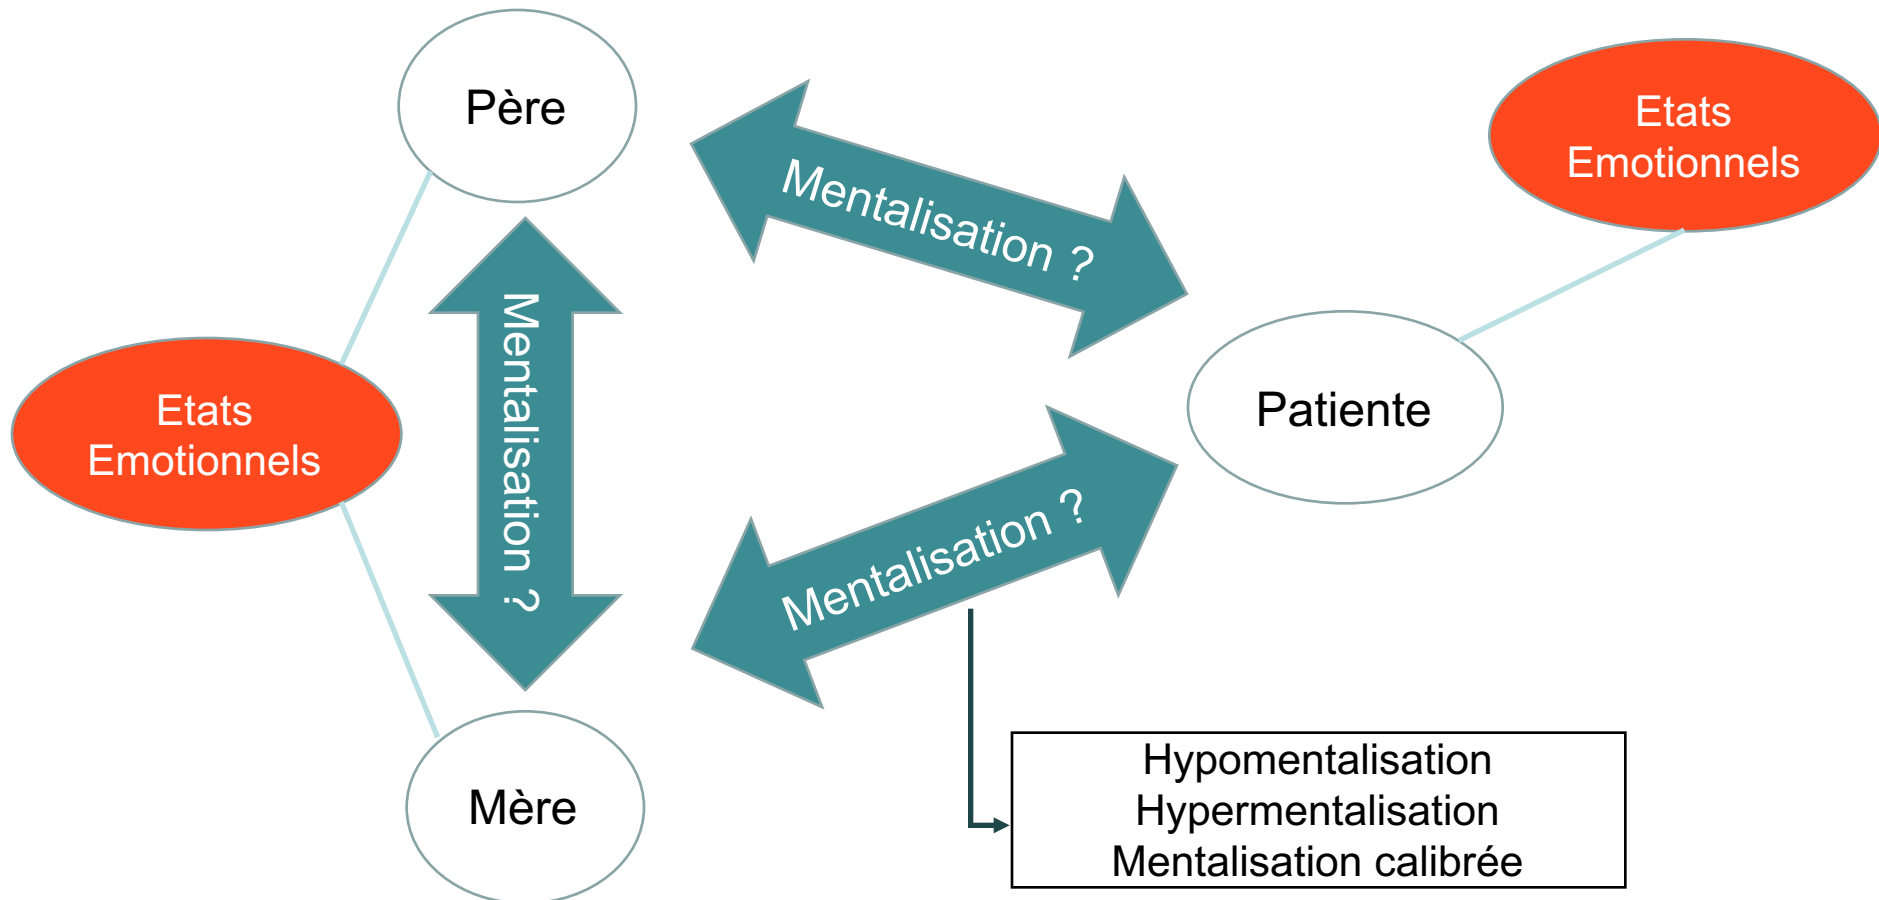 Père
Etats
Emotionnels
Mentalisation ?
Mentalisation ?
Etats
Emotionnels
Patiente
Mentalisation ?
Mère
Hypomentalisation
Hypermentalisation
Mentalisation calibrée